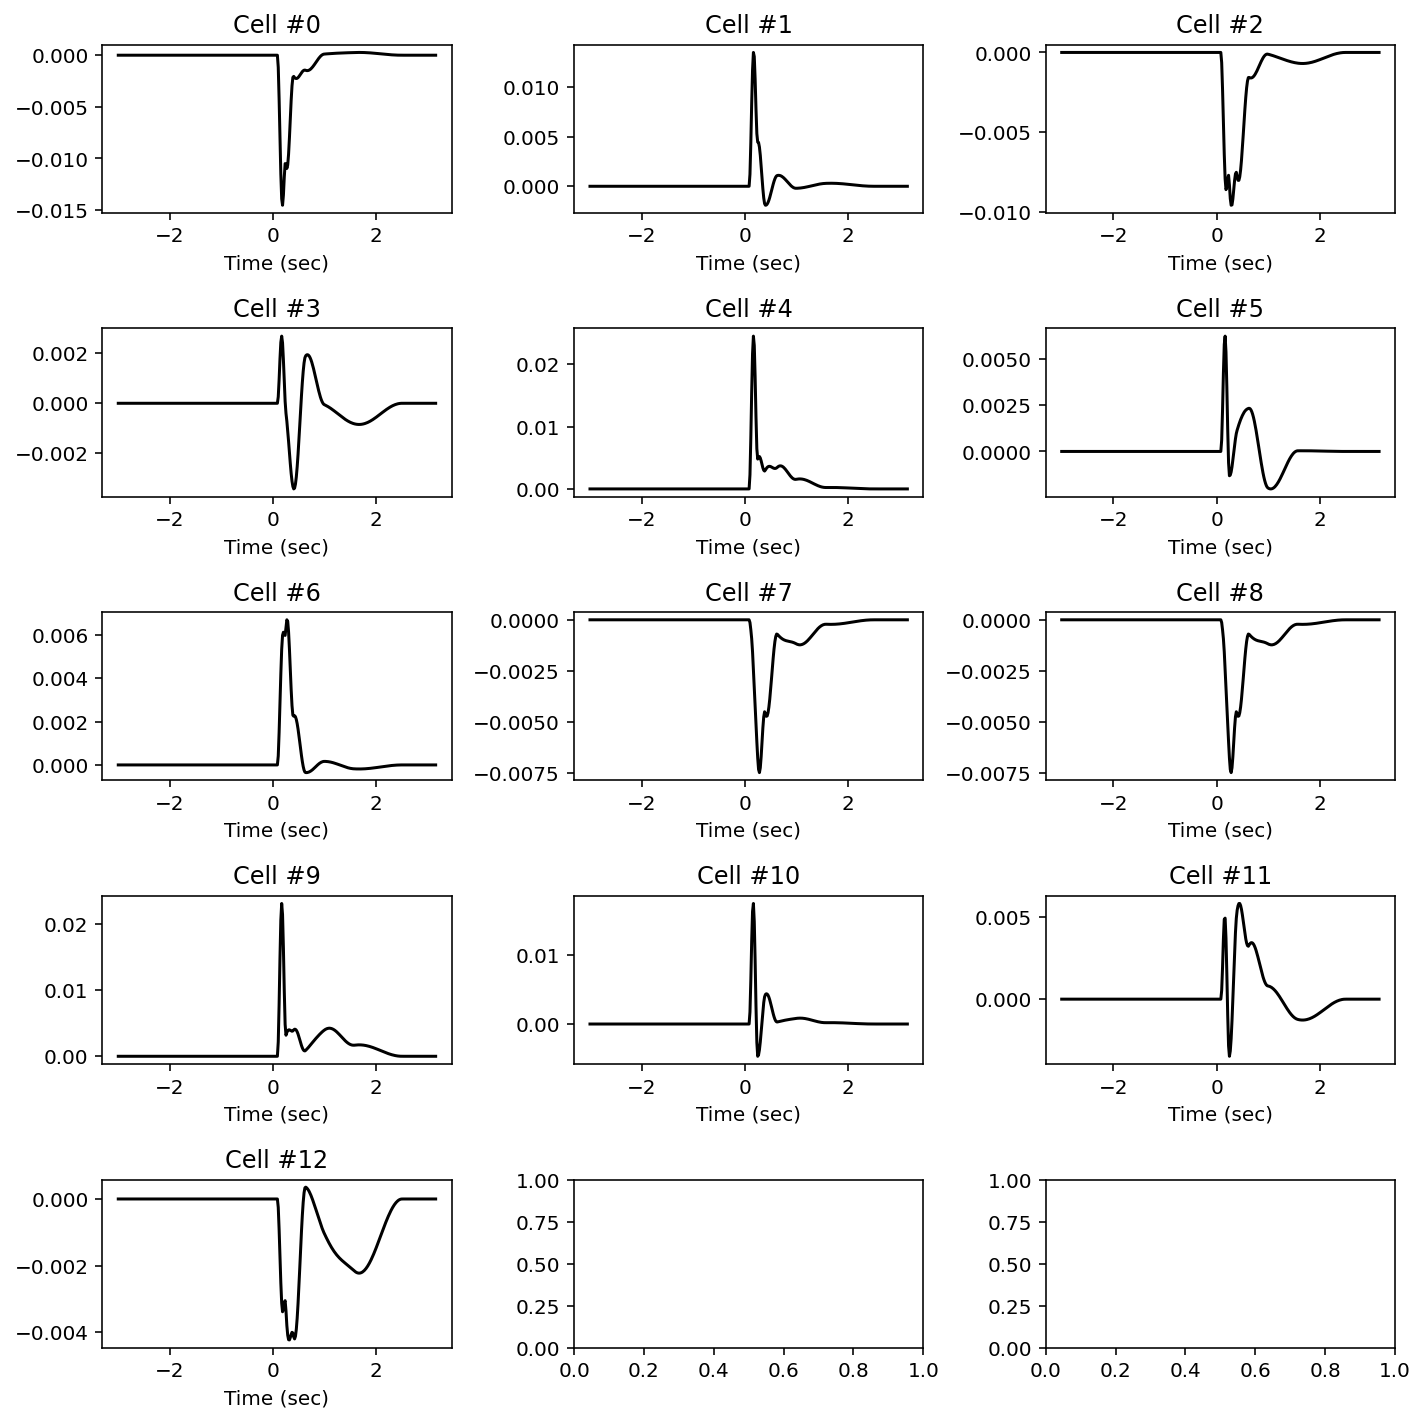 Cell #0 Cell #1 Cell #2
0.000 0.010 0.000
−0.005 0.005 −0.005
−0.010 0.000 −0.010
−0.015
−2 0 2 −2 0 2 −2 0 2
Time (sec) Time (sec) Time (sec)
Cell #3 Cell #4 Cell #5
0.002 0.02 0.0050
0.000 0.01 0.0025
−0.002 0.00 0.0000
−2 0 2 −2 0 2 −2 0 2
Time (sec) Time (sec) Time (sec)
Cell #6 Cell #7 Cell #8
0.006 0.0000 0.0000
0.004 −0.0025 −0.0025
0.002 −0.0050 −0.0050
0.000 −0.0075 −0.0075
−2 0 2 −2 0 2 −2 0 2
Time (sec) Time (sec) Time (sec)
Cell #9 Cell #10 Cell #11
0.02 0.01 0.005
0.01 0.00 0.000
0.00
−2 0 2 −2 0 2 −2 0 2
Time (sec) Time (sec) Time (sec)
Cell #12
0.000 1.00 1.00
−0.002 0.75 0.75
−0.004 0.50 0.50
0.25 0.25
0.00 0.00
−2 0 2 0.0 0.2 0.4 0.6 0.8 1.0 0.0 0.2 0.4 0.6 0.8 1.0
Time (sec)